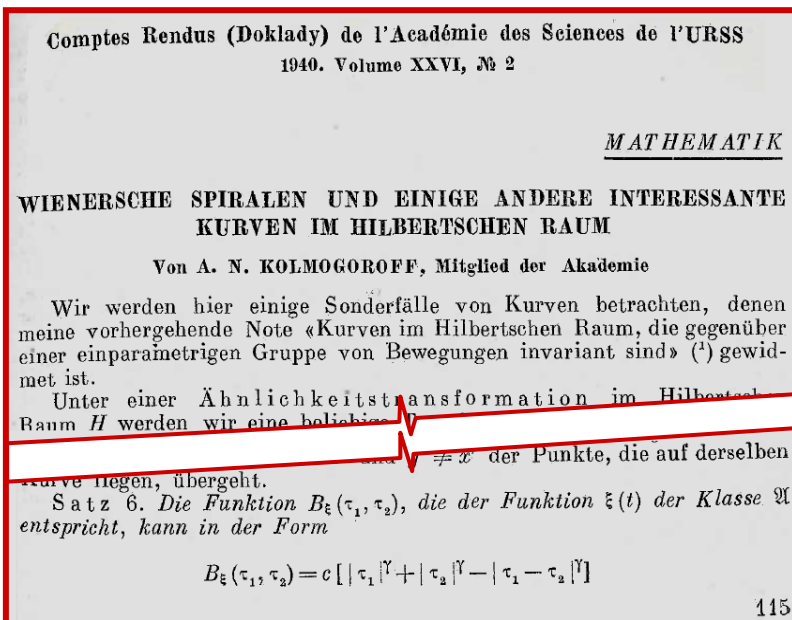 Comptes Rendus (Doklady) de l'Académie des Sciences de l'URSS
1940. Volume XXVI, № 2
MATHEMATIK
WIENERSCHE SPIRALEN UND EINIGE ANDERE INTERESSANTE
KURVEN IM HILBERTSCHEN RAUM
Von A. N. KOLMOGOROFF, Mitglied der Akademie
Wir werden hier einige Sonderfälle von Kurven betrachten, denen
meine vorhergehende Note «Kurven im Hilbertschen Raum, die gegenüber
einer einparametrigen Gruppe von Bewegungen invariant sind» (¹) gewid-
met ist.
Unter einer Ähnlichkeitstransformation im Hilbertschen
Raum H werden wir eine beliebige
≠ x der Punkte, die auf derselben
Kurve liegen, übergeht.
Satz 6. Die Funktion B_ξ(τ₁, τ₂), die der Funktion ξ(t) der Klasse 𝔄
entspricht, kann in der Form
B_ξ(τ₁, τ₂) = c[|τ₁|^γ + |τ₂|^γ − |τ₁ − τ₂|^γ]
115